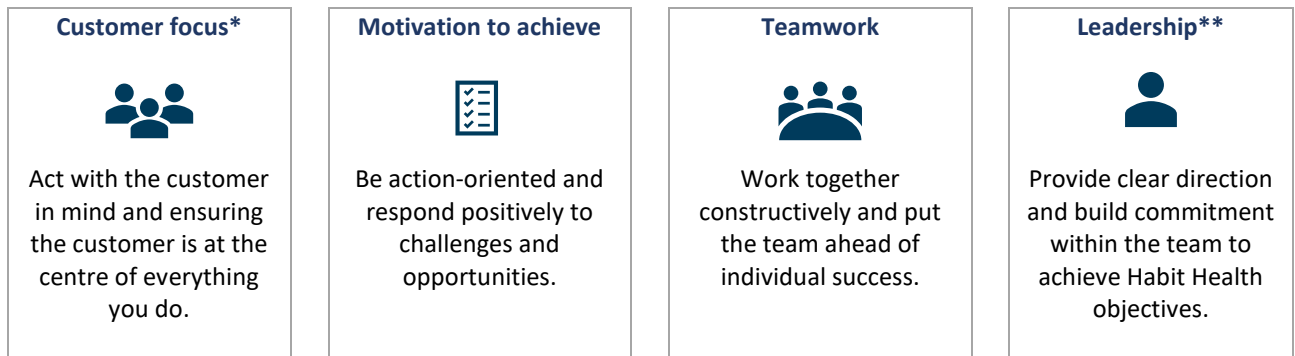 Customer focus*
Act with the customer
in mind and ensuring
the customer is at the
centre of everything
you do.
Motivation to achieve
Be action-oriented and
respond positively to
challenges and
opportunities.
Teamwork
Work together
constructively and put
the team ahead of
individual success.
Leadership**
Provide clear direction
and build commitment
within the team to
achieve Habit Health
objectives.